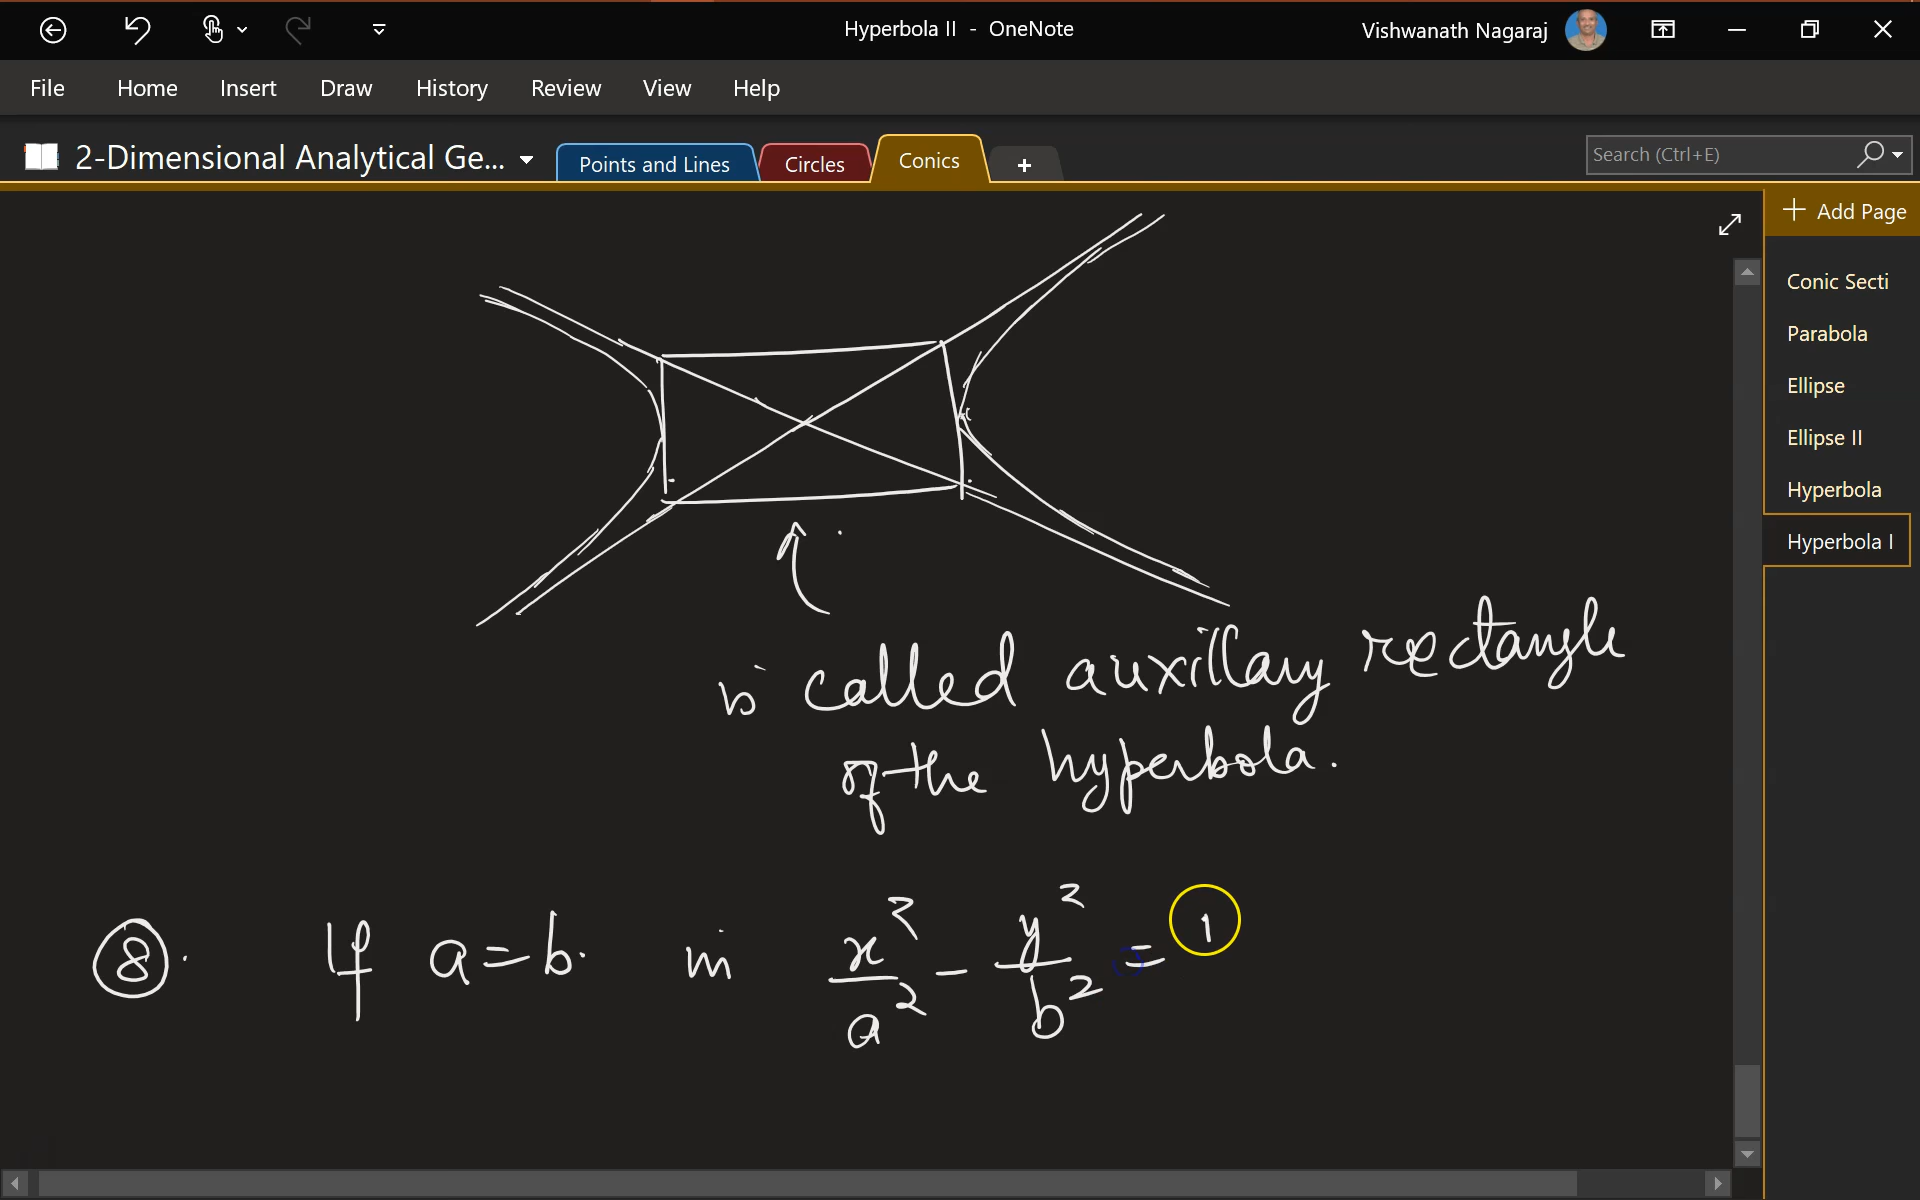 Hyperbola II - OneNote
Vishwanath Nagaraj
File Home Insert Draw History Review View Help
2-Dimensional Analytical Ge...
Points and Lines
Circles
Conics
+
Search (Ctrl+E)
+ Add Page
Conic Secti
Parabola
Ellipse
Ellipse II
Hyperbola
Hyperbola I
is called auxillary rectangle
of the hyperbola.
⑧. If a=b. in x²/a² - y²/b² = 1